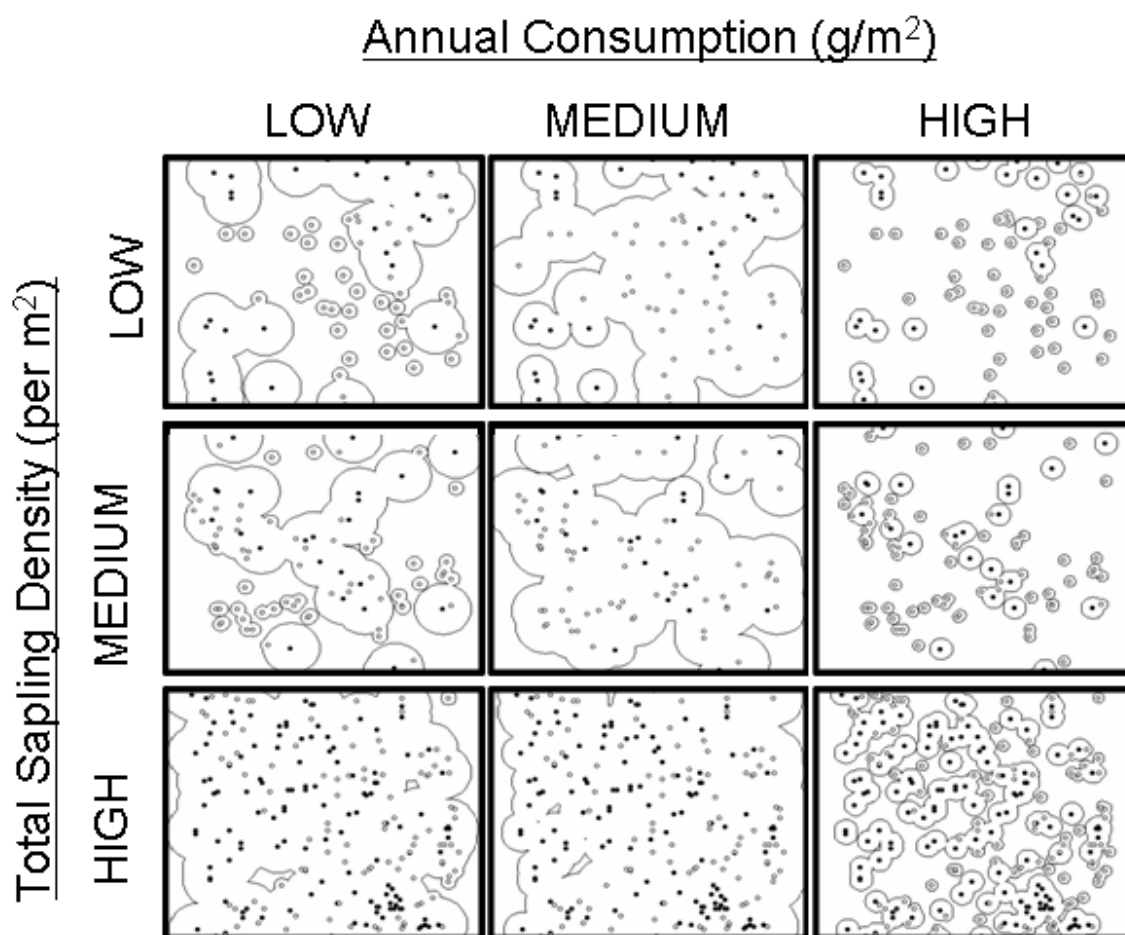 Annual Consumption (g/m²)
LOW MEDIUM HIGH
Total Sapling Density (per m²)
LOW
MEDIUM
HIGH